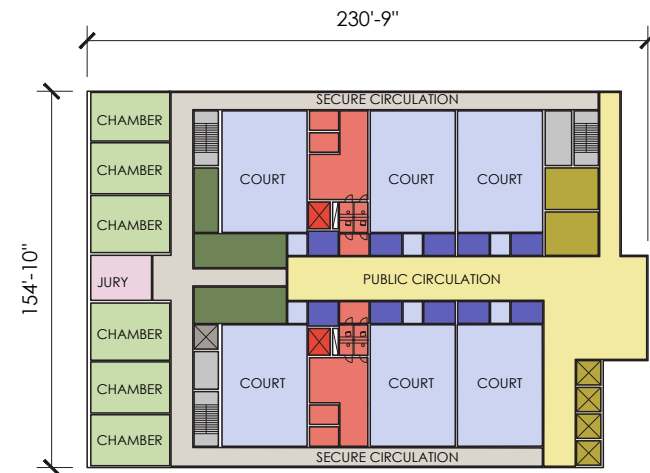 230'-9"
SECURE CIRCULATION
CHAMBER
CHAMBER
CHAMBER
COURT
COURT
COURT
154'-10"
JURY
PUBLIC CIRCULATION
CHAMBER
CHAMBER
CHAMBER
COURT
COURT
COURT
SECURE CIRCULATION